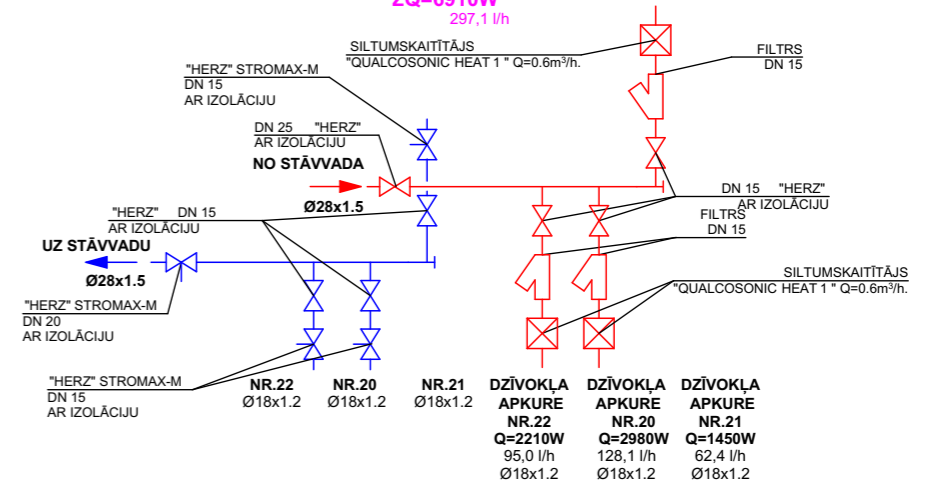 ZQ=6910W
297,1 l/h
SILTUMSKAITĪTĀJS
"QUALCOSONIC HEAT 1 " Q=0.6m³/h.
FILTRS
DN 15
"HERZ" STROMAX-M
DN 15
AR IZOLĀCIJU
DN 25 "HERZ"
AR IZOLĀCIJU
NO STĀVVADA
Ø28x1.5
DN 15 "HERZ"
AR IZOLĀCIJU
"HERZ" DN 15
AR IZOLĀCIJU
FILTRS
DN 15
UZ STĀVVADU
Ø28x1.5
SILTUMSKAITĪTĀJS
"QUALCOSONIC HEAT 1 " Q=0.6m³/h.
"HERZ" STROMAX-M
DN 20
AR IZOLĀCIJU
"HERZ" STROMAX-M
DN 15
AR IZOLĀCIJU
NR.22
Ø18x1.2
NR.20
Ø18x1.2
NR.21
Ø18x1.2
DZĪVOKĻA
APKURE
NR.22
Q=2210W
95,0 l/h
Ø18x1.2
DZĪVOKĻA
APKURE
NR.20
Q=2980W
128,1 l/h
Ø18x1.2
DZĪVOKĻA
APKURE
NR.21
Q=1450W
62,4 l/h
Ø18x1.2